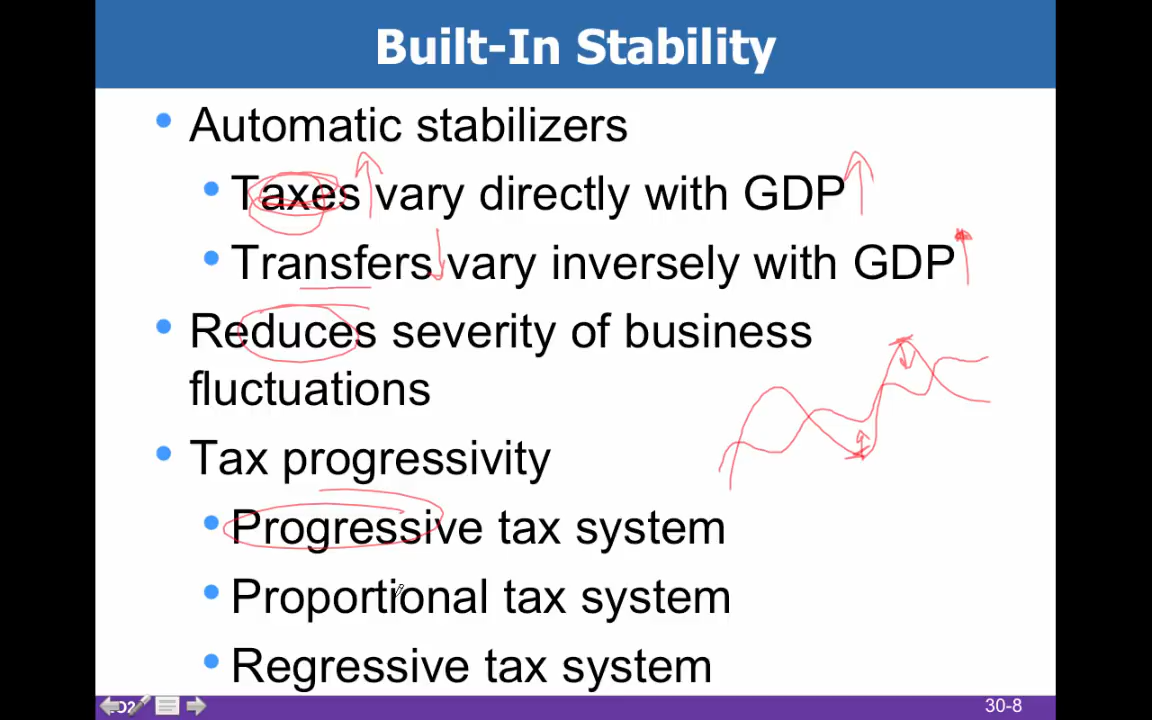 Built-In Stability
Automatic stabilizers
Taxes vary directly with GDP
Transfers vary inversely with GDP
Reduces severity of business
fluctuations
Tax progressivity
Progressive tax system
Proportional tax system
Regressive tax system
30-8